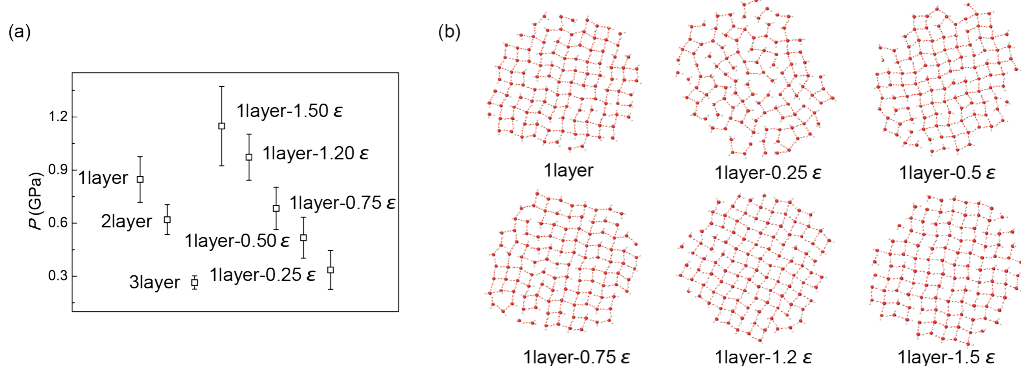 (a)
P (GPa)
1.2
0.9
0.6
0.3
1layer
2layer
3layer
1layer-1.50 ε
1layer-1.20 ε
1layer-0.75 ε
1layer-0.50 ε
1layer-0.25 ε
(b)
1layer
1layer-0.25 ε
1layer-0.5 ε
1layer-0.75 ε
1layer-1.2 ε
1layer-1.5 ε